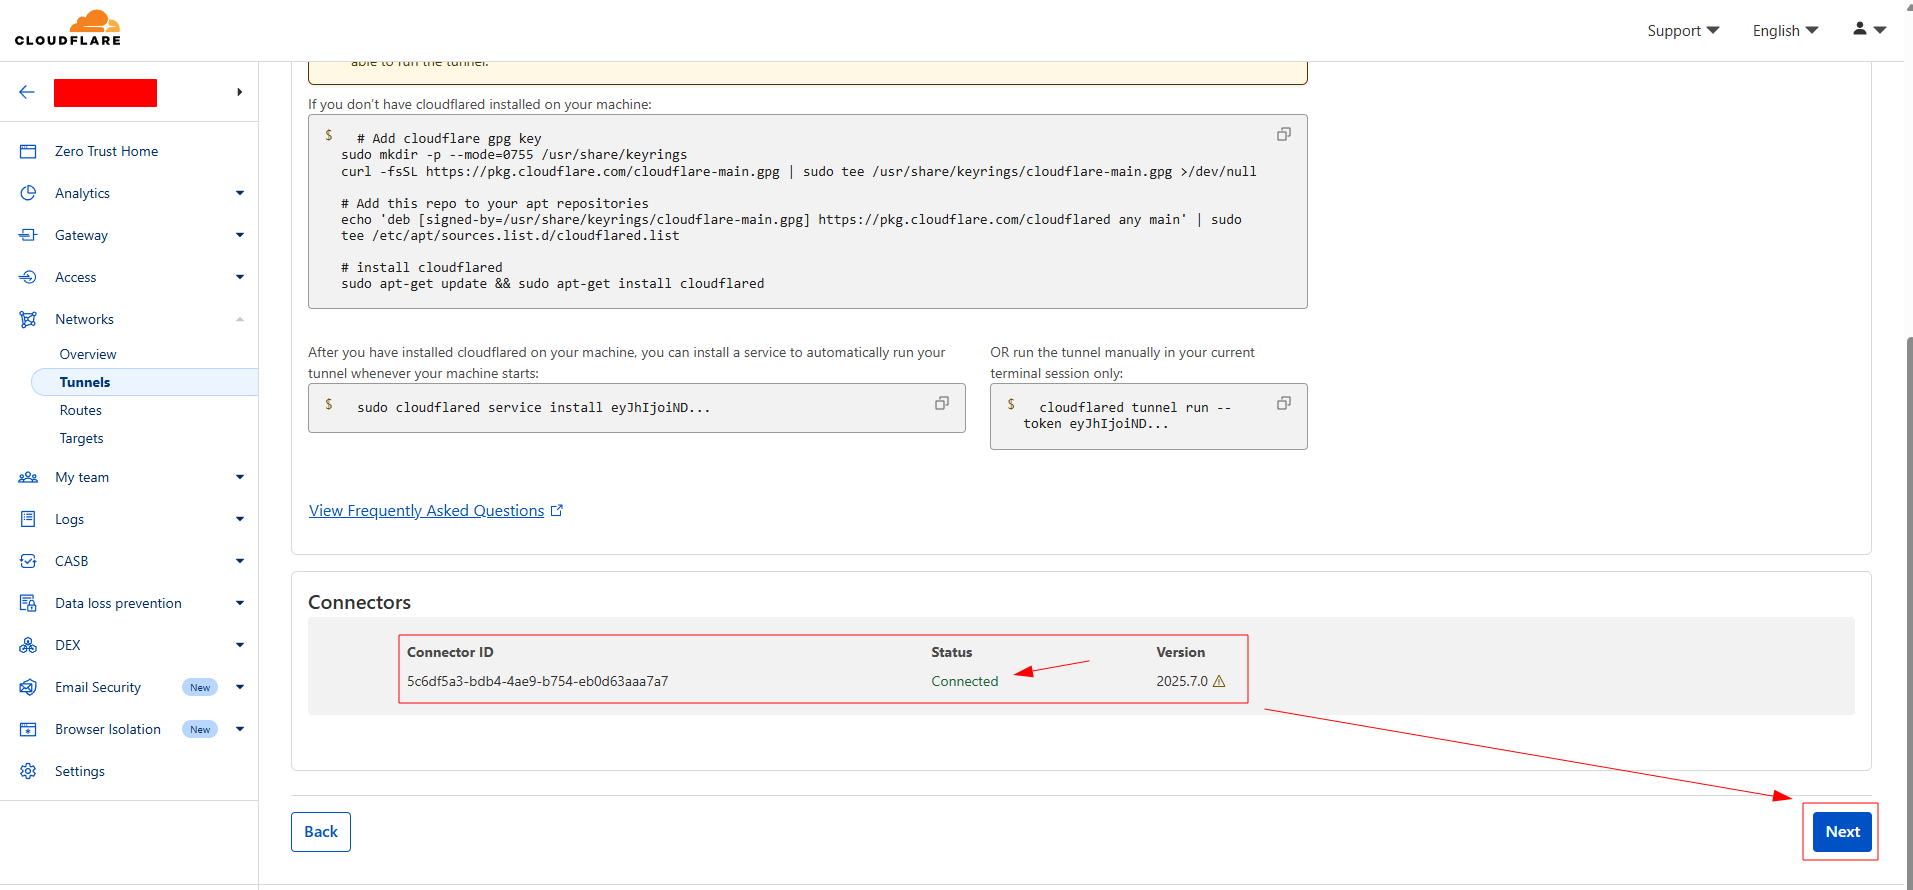 CLOUDFLARE
Support
English
Zero Trust Home
Analytics
Gateway
Access
Networks
Overview
Tunnels
Routes
Targets
My team
Logs
CASB
Data loss prevention
DEX
Email Security New
Browser Isolation New
Settings
able to run the tunnel.
If you don’t have cloudflared installed on your machine:
$ # Add cloudflare gpg key
sudo mkdir -p --mode=0755 /usr/share/keyrings
curl -fsSL https://pkg.cloudflare.com/cloudflare-main.gpg | sudo tee /usr/share/keyrings/cloudflare-main.gpg >/dev/null
# Add this repo to your apt repositories
echo 'deb [signed-by=/usr/share/keyrings/cloudflare-main.gpg] https://pkg.cloudflare.com/cloudflared any main' | sudo
tee /etc/apt/sources.list.d/cloudflared.list
# install cloudflared
sudo apt-get update && sudo apt-get install cloudflared
After you have installed cloudflared on your machine, you can install a service to automatically run your
tunnel whenever your machine starts:
$ sudo cloudflared service install eyJhIjoiND...
OR run the tunnel manually in your current
terminal session only:
$ cloudflared tunnel run --
token eyJhIjoiND...
View Frequently Asked Questions
Connectors
Connector ID Status Version
5c6df5a3-bdb4-4ae9-b754-eb0d63aaa7a7 Connected 2025.7.0
Back
Next